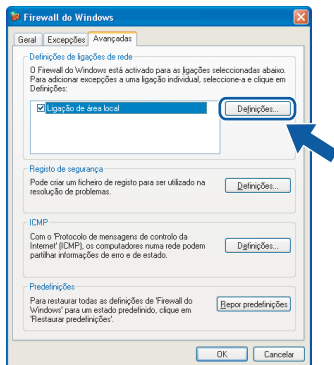 Firewall do Windows
Geral Excepções Avançadas
Definições de ligações de rede
O Firewall do Windows está activado para as ligações seleccionadas abaixo.
Para adicionar excepções a uma ligação individual, seleccione-a e clique em
Definições:
Ligação de área local
Definições...
Registo de segurança
Pode criar um ficheiro de registo para ser utilizado na
resolução de problemas.
Definições...
ICMP
Com o 'Protocolo de mensagens de controlo da
Internet' (ICMP), os computadores numa rede podem
partilhar informações de erro e de estado.
Definições...
Predefinições
Para restaurar todas as definições de 'Firewall do
Windows' para um estado predefinido, clique em
'Restaurar predefinições'.
Repor predefinições
OK Cancelar